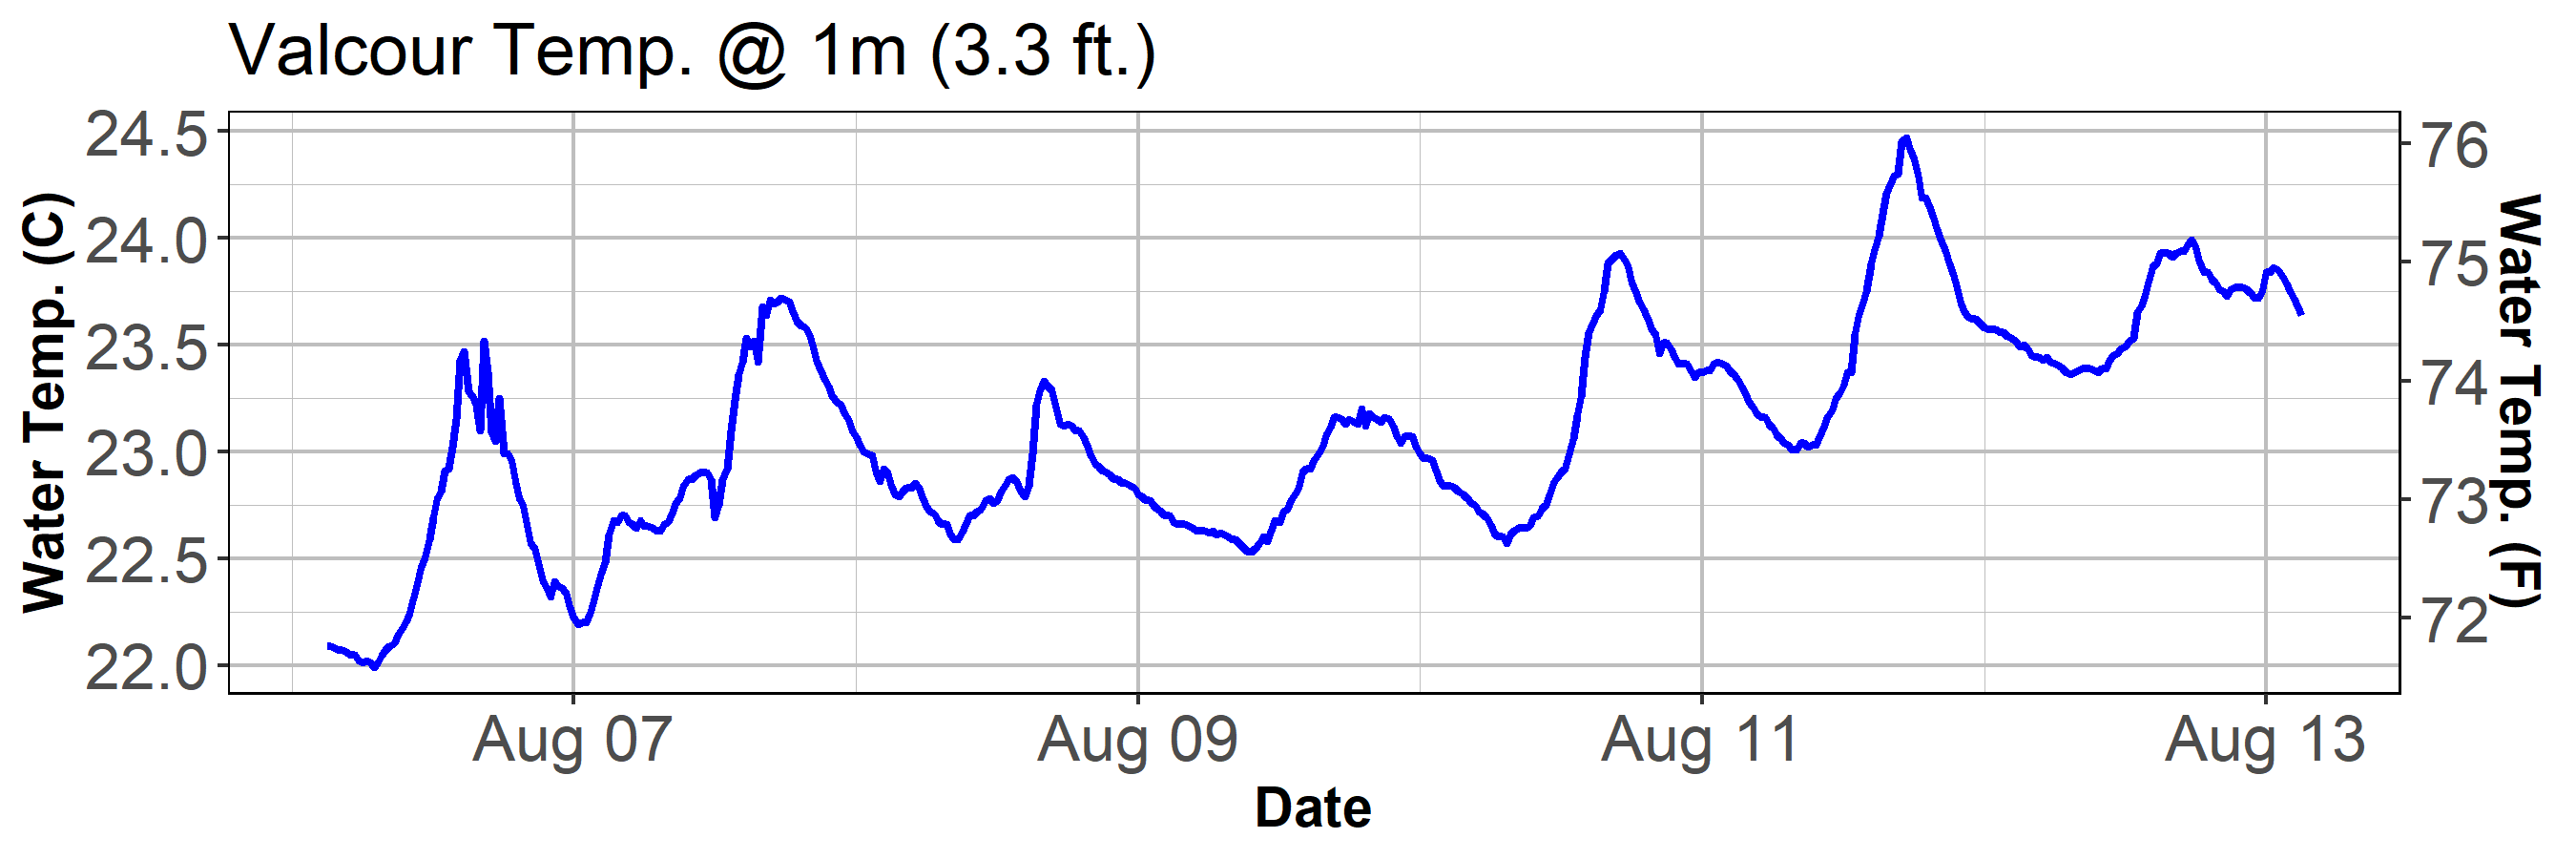 Valcour Temp. @ 1m (3.3 ft.)
Water Temp. (C)
24.5
24.0
23.5
23.0
22.5
22.0
76
75
74
73
72
Water Temp. (F)
Aug 07 Aug 09 Aug 11 Aug 13
Date